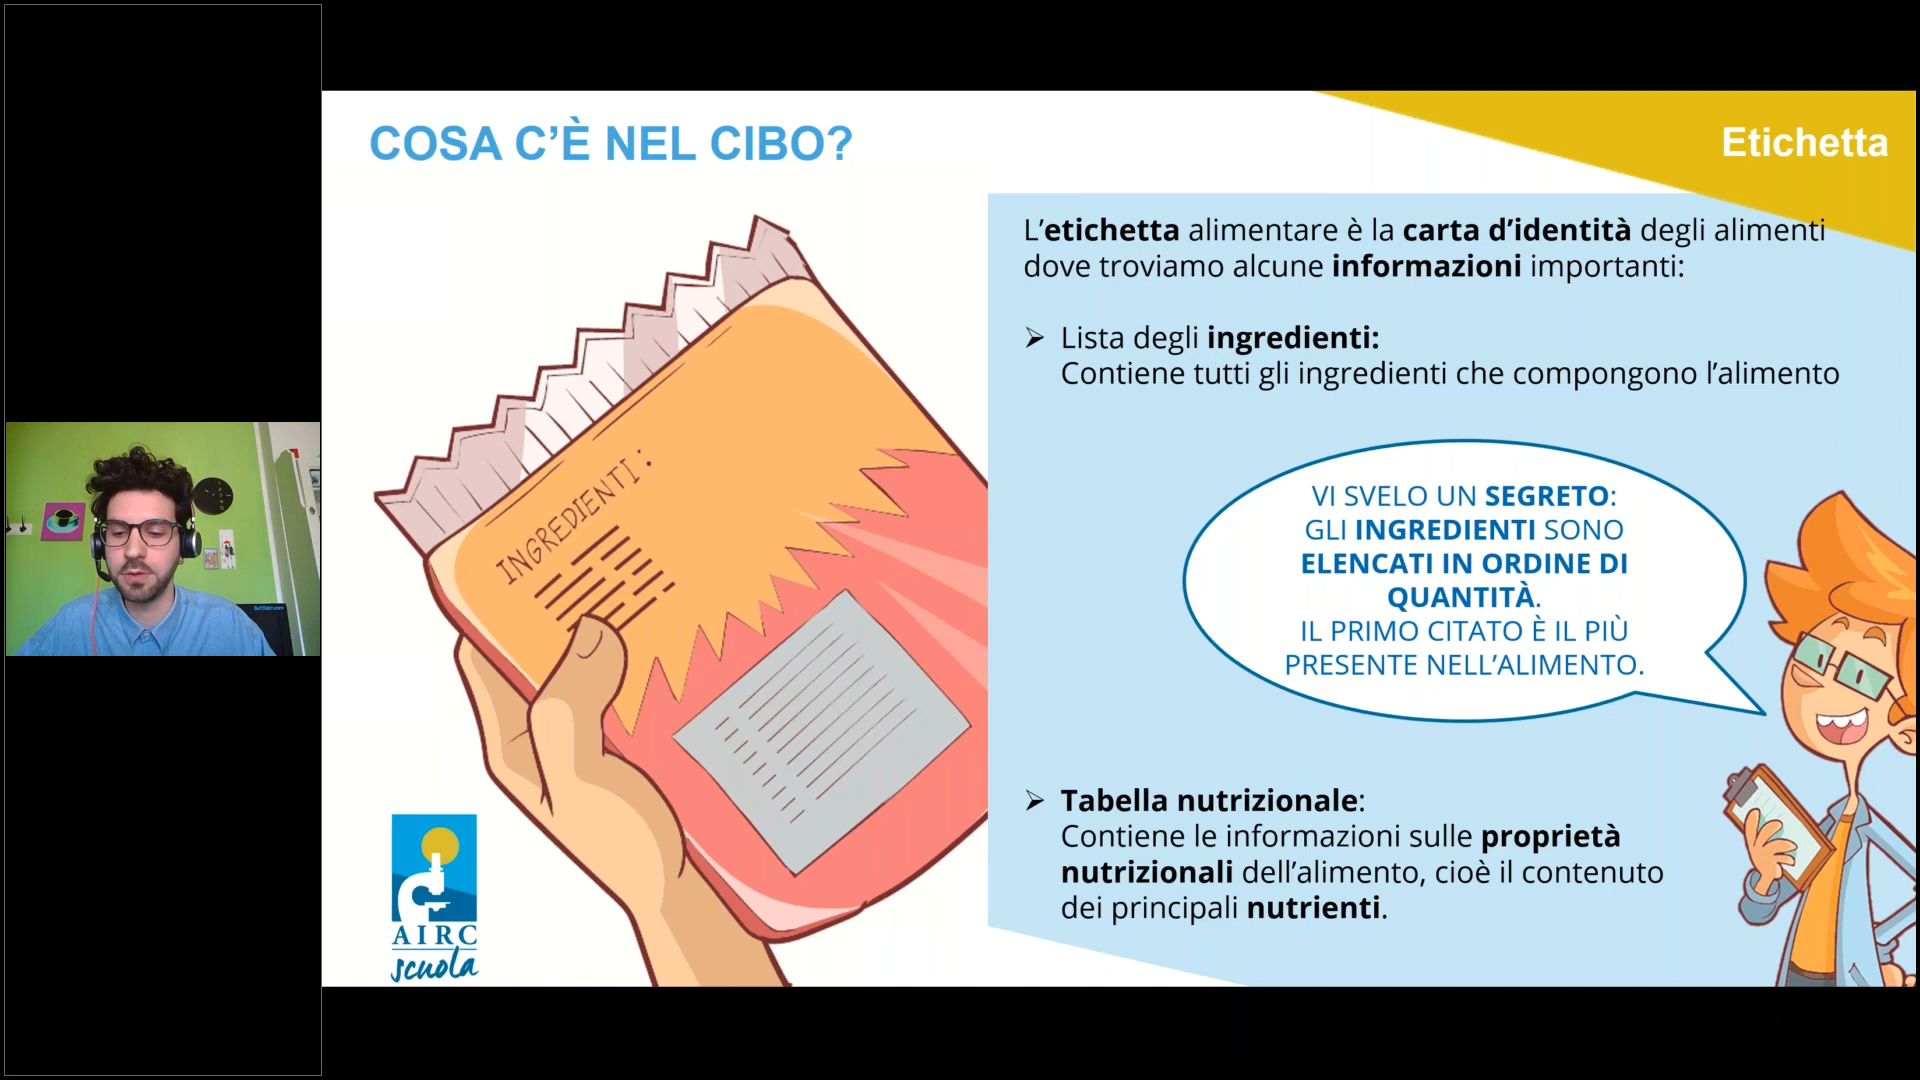 COSA C’È NEL CIBO?
Etichetta
L’etichetta alimentare è la carta d’identità degli alimenti
dove troviamo alcune informazioni importanti:
➢ Lista degli ingredienti:
Contiene tutti gli ingredienti che compongono l’alimento
INGREDIENTI:
VI SVELO UN SEGRETO:
GLI INGREDIENTI SONO
ELENCATI IN ORDINE DI
QUANTITÀ.
IL PRIMO CITATO È IL PIÙ
PRESENTE NELL’ALIMENTO.
➢ Tabella nutrizionale:
Contiene le informazioni sulle proprietà
nutrizionali dell’alimento, cioè il contenuto
dei principali nutrienti.
AIRC
scuola